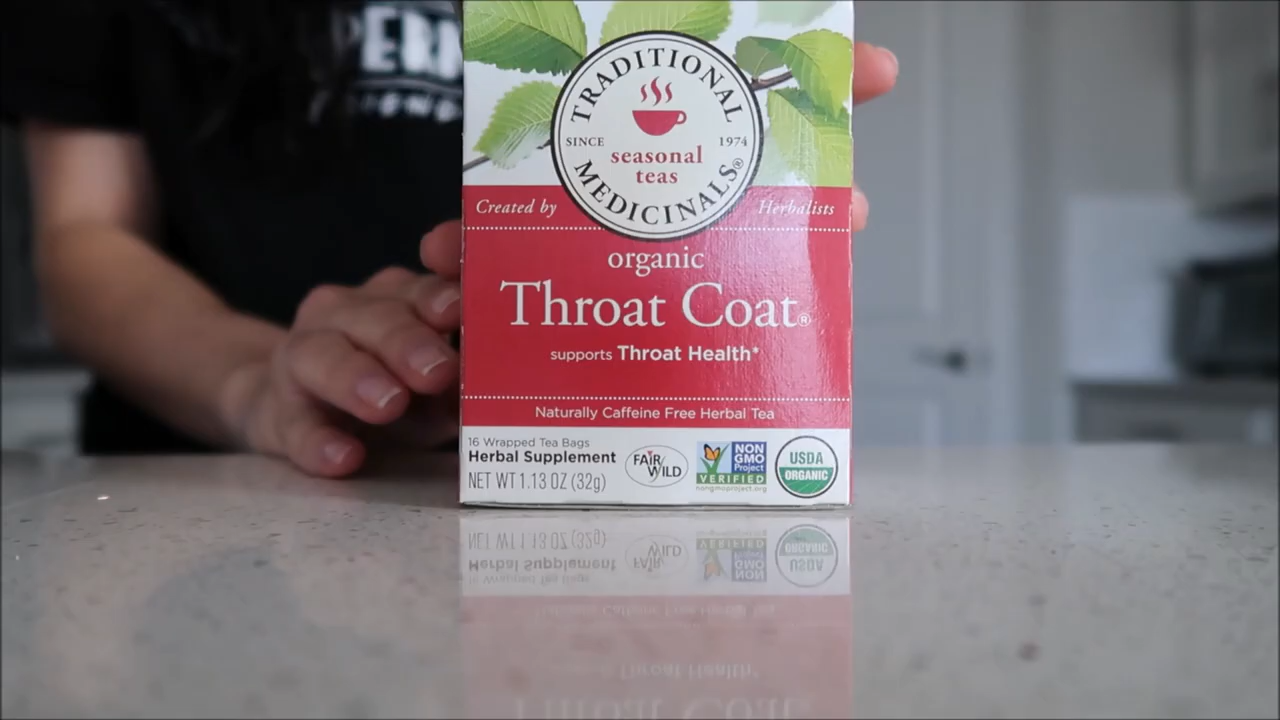 TRADITIONAL
SINCE 1974
seasonal
teas
MEDICINALS®
Created by Herbalists
organic
Throat Coat®
supports Throat Health*
Naturally Caffeine Free Herbal Tea
16 Wrapped Tea Bags
Herbal Supplement
NET WT 1.13 OZ (32g)
FAIR
WILD
NON
GMO
Project
VERIFIED
nongmoproject.org
USDA
ORGANIC